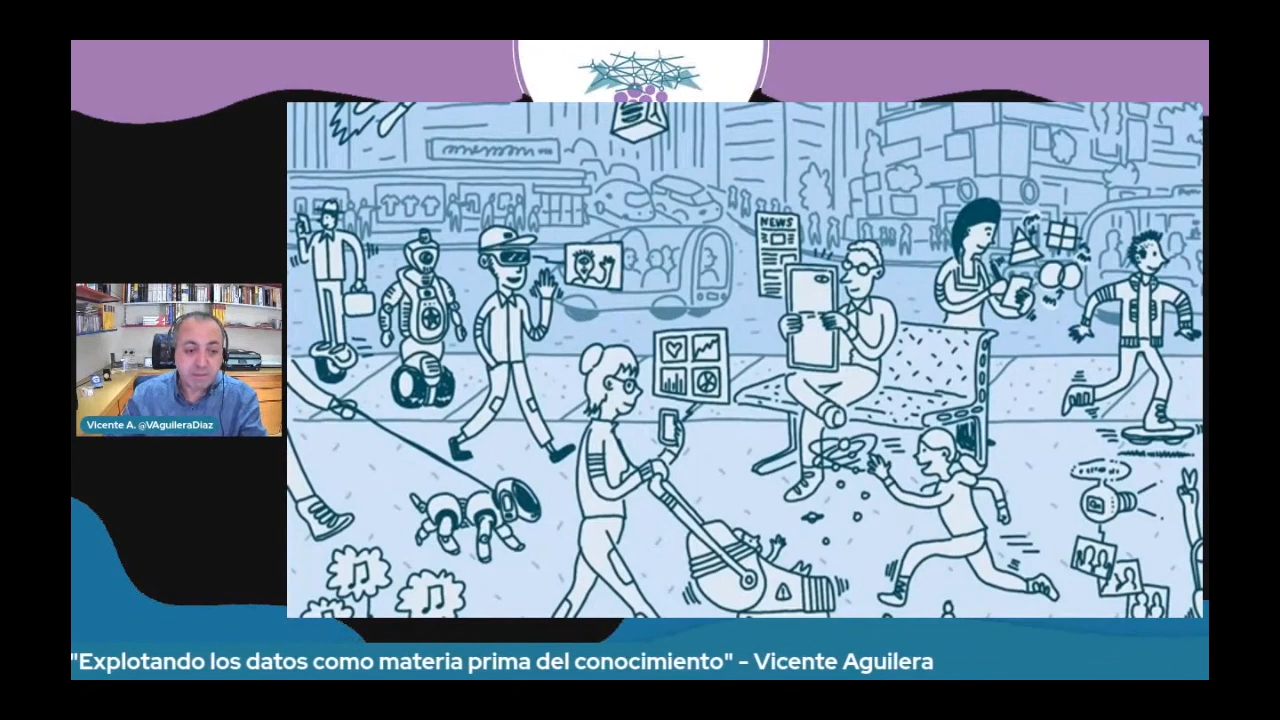 NEWS
Vicente A. @VAguileraDiaz
"Explotando los datos como materia prima del conocimiento" - Vicente Aguilera